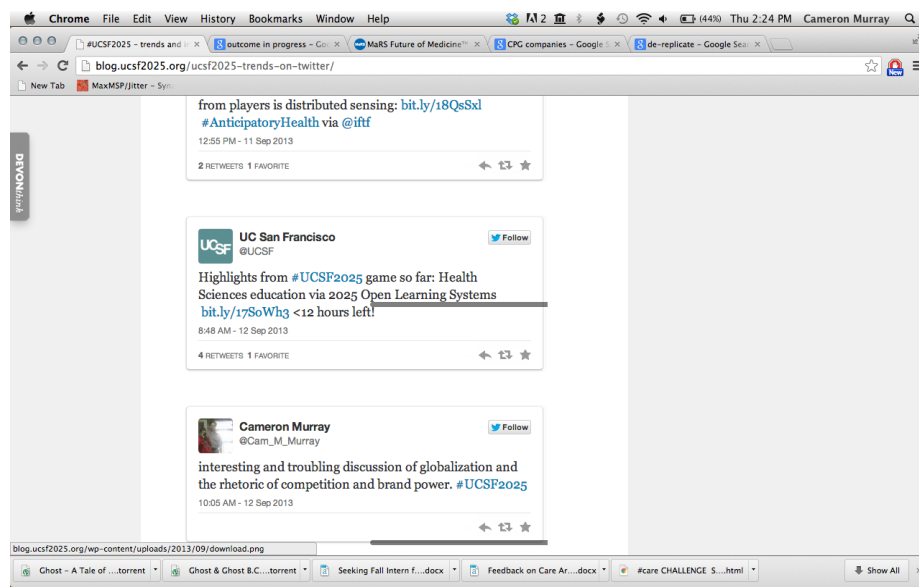 Chrome File Edit View History Bookmarks Window Help 2 (44%) Thu 2:24 PM Cameron Murray
#UCSF2025 - trends and outcome in progress - Goo MaRS Future of Medicine™ CPG companies - Google S de-replicate - Google Sear
blog.ucsf2025.org/ucsf2025-trends-on-twitter/
New
New Tab MaxMSP/Jitter - Syn
DEVONthink
from players is distributed sensing: bit.ly/18QsSxl
#AnticipatoryHealth via @iftf
12:55 PM - 11 Sep 2013
2 RETWEETS 1 FAVORITE
UCSF
UC San Francisco
Follow
@UCSF
Highlights from #UCSF2025 game so far: Health
Sciences education via 2025 Open Learning Systems
bit.ly/17SoWh3 <12 hours left!
8:48 AM - 12 Sep 2013
4 RETWEETS 1 FAVORITE
Cameron Murray
Follow
@Cam_M_Murray
interesting and troubling discussion of globalization and
the rhetoric of competition and brand power. #UCSF2025
10:05 AM - 12 Sep 2013
blog.ucsf2025.org/wp-content/uploads/2013/09/download.png
Ghost - A Tale of ....torrent Ghost & Ghost B.C....torrent Seeking Fall Intern f....docx Feedback on Care Ar....docx #care CHALLENGE S....html Show All